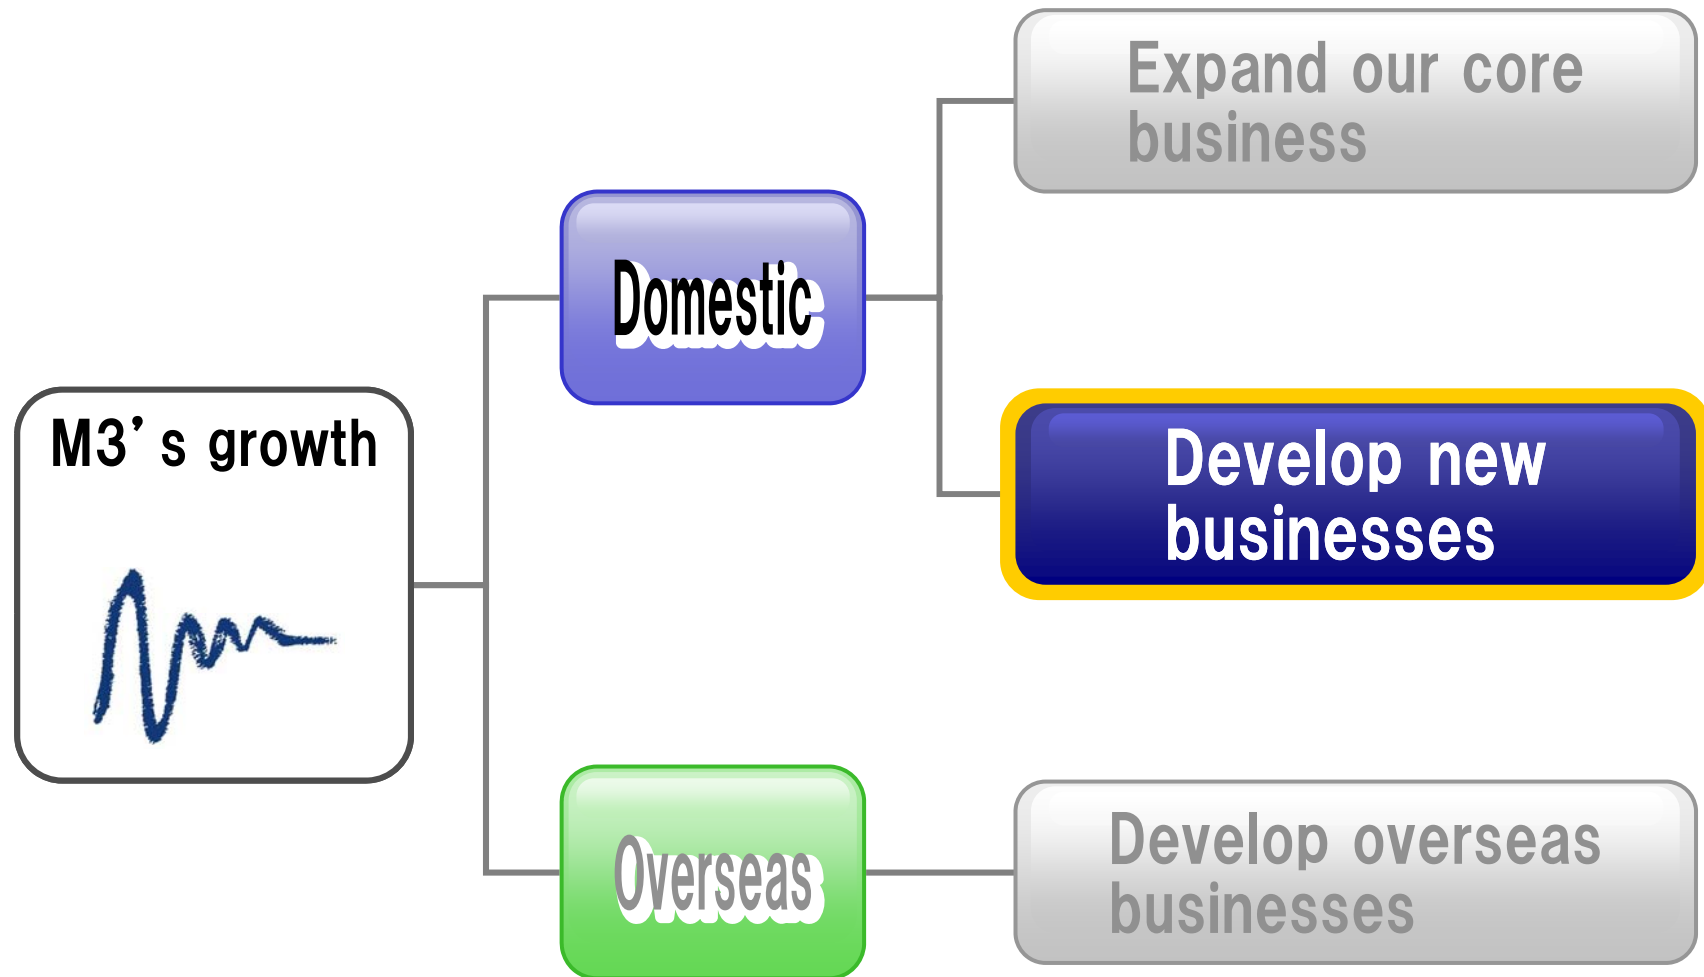 M3’s growth
Domestic
Expand our core
business
Develop new
businesses
Overseas
Develop overseas
businesses